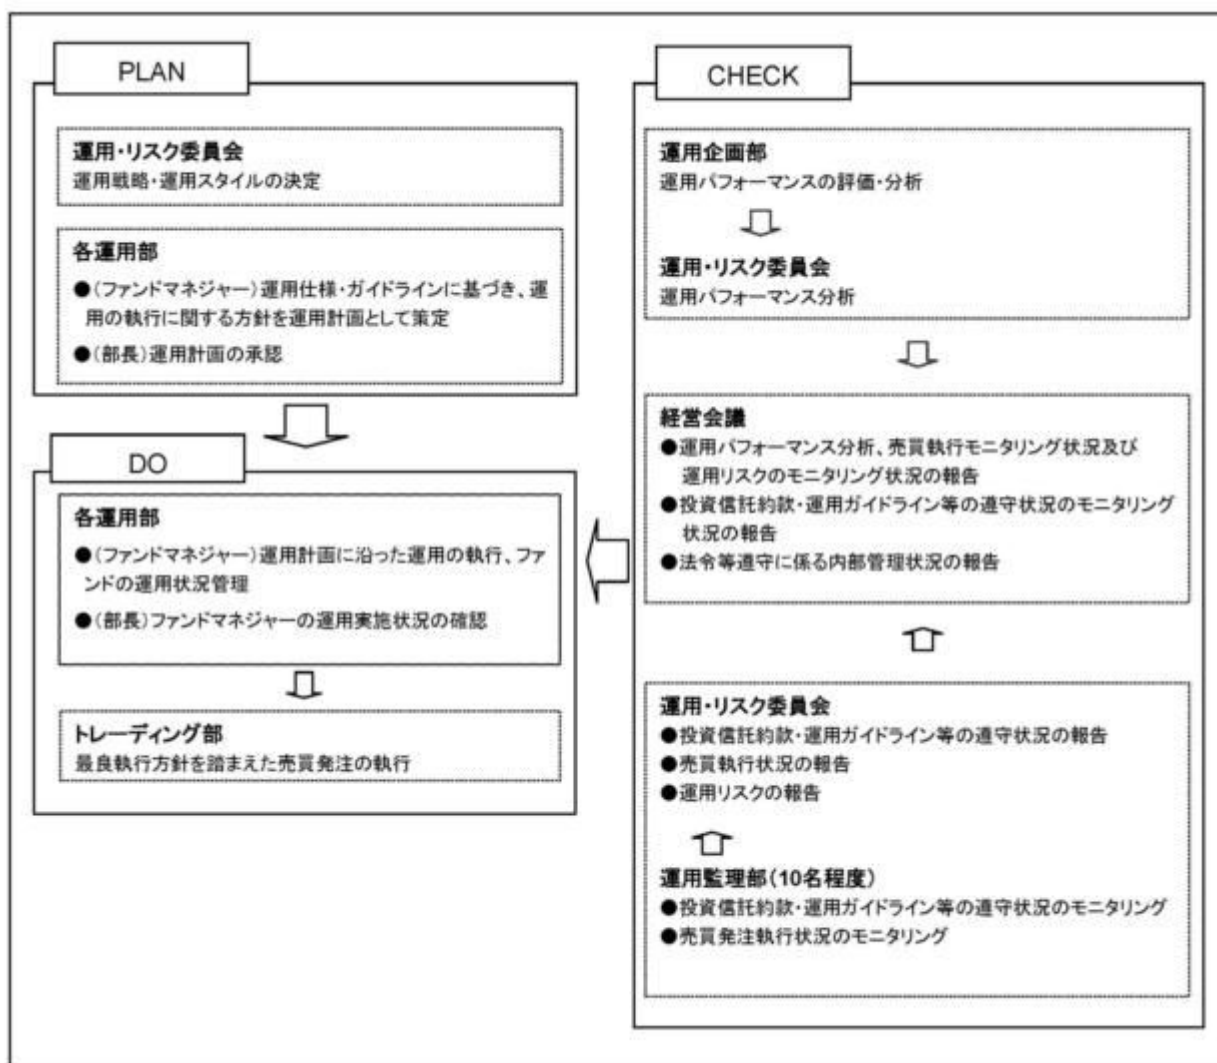 PLAN
運用・リスク委員会
運用戦略・運用スタイルの決定
各運用部
●(ファンドマネジャー)運用仕様・ガイドラインに基づき、運
用の執行に関する方針を運用計画として策定
●(部長)運用計画の承認
DO
各運用部
●(ファンドマネジャー)運用計画に沿った運用の執行、ファ
ンドの運用状況管理
●(部長)ファンドマネジャーの運用実施状況の確認
トレーディング部
最良執行方針を踏まえた売買発注の執行
CHECK
運用企画部
運用パフォーマンスの評価・分析
運用・リスク委員会
運用パフォーマンス分析
経営会議
●運用パフォーマンス分析、売買執行モニタリング状況及び
運用リスクのモニタリング状況の報告
●投資信託約款・運用ガイドライン等の遵守状況のモニタリング
状況の報告
●法令等遵守に係る内部管理状況の報告
運用・リスク委員会
●投資信託約款・運用ガイドライン等の遵守状況の報告
●売買執行状況の報告
●運用リスクの報告
運用監理部(10名程度)
●投資信託約款・運用ガイドライン等の遵守状況のモニタリング
●売買発注執行状況のモニタリング